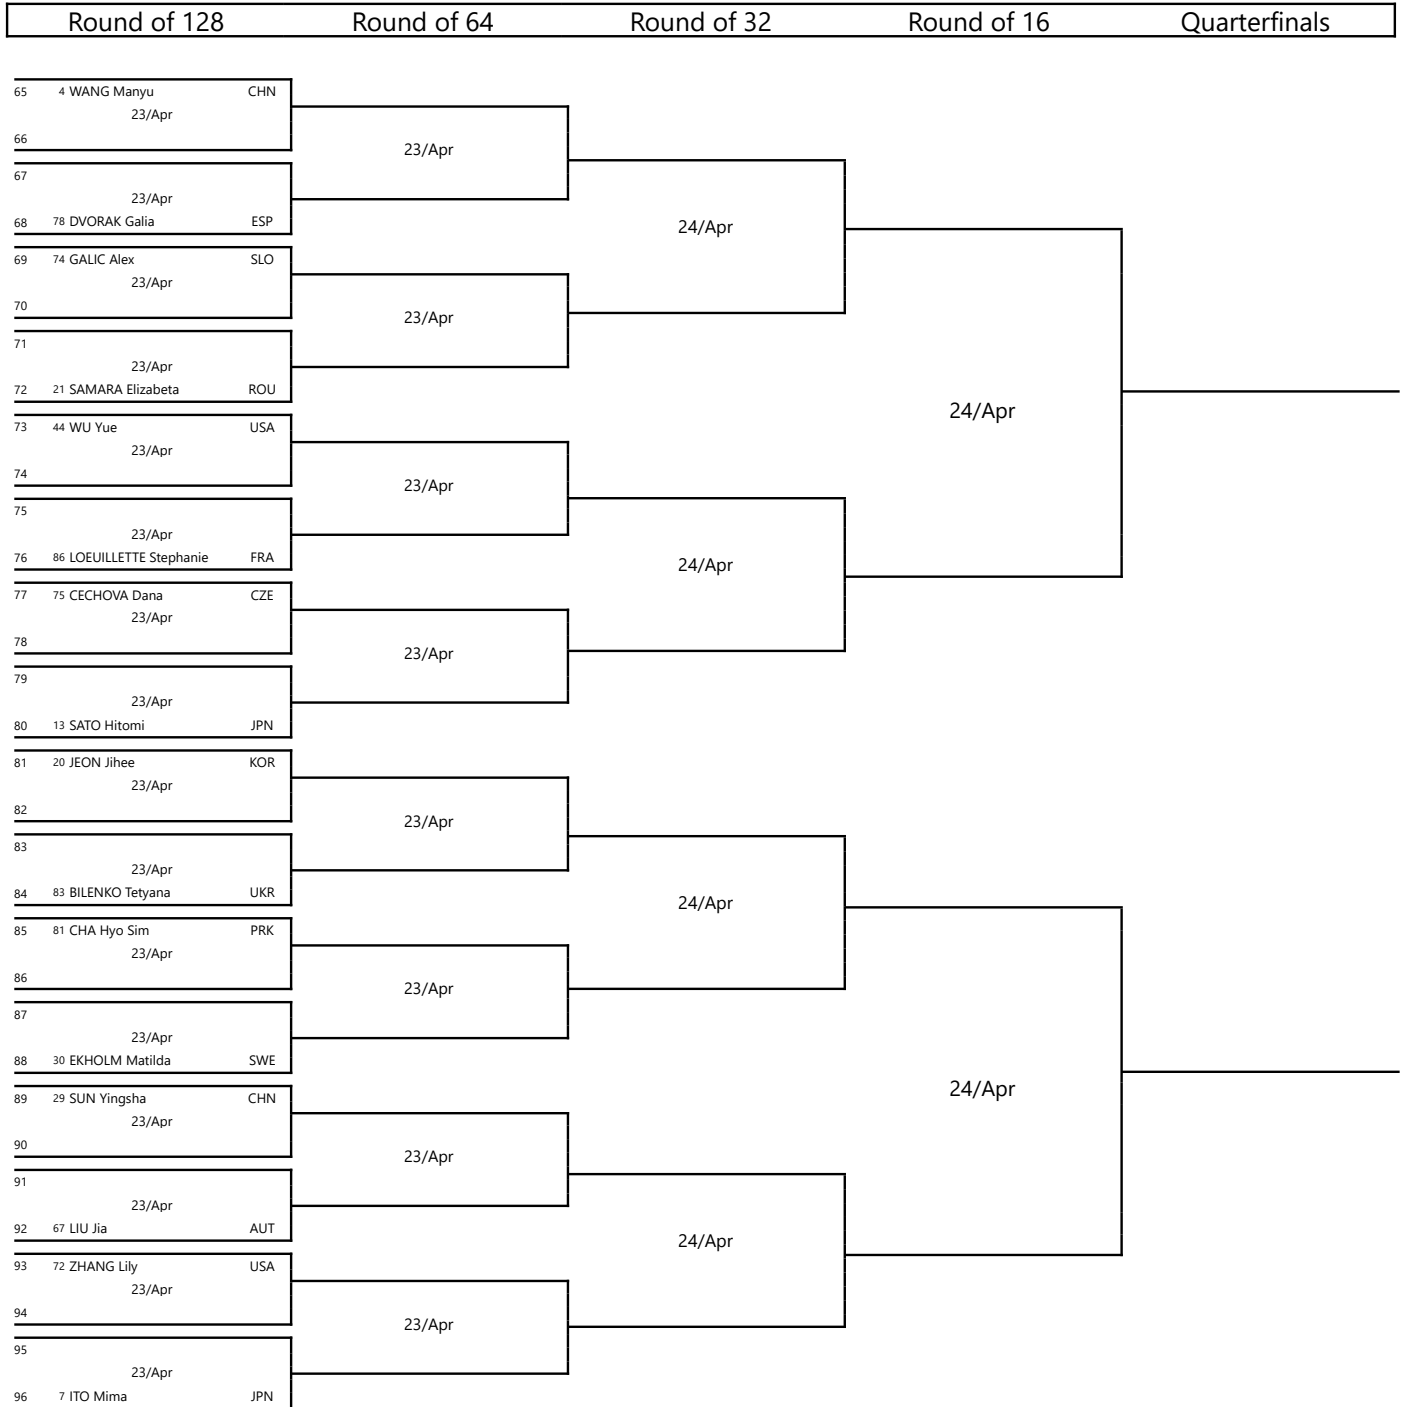 Round of 128 Round of 64 Round of 32 Round of 16 Quarterfinals
65 4 WANG Manyu CHN
23/Apr
66
23/Apr
67
23/Apr
68 78 DVORAK Galia ESP
24/Apr
69 74 GALIC Alex SLO
23/Apr
70
23/Apr
71
23/Apr
72 21 SAMARA Elizabeta ROU
24/Apr
73 44 WU Yue USA
23/Apr
74
23/Apr
75
23/Apr
76 86 LOEUILLETTE Stephanie FRA
24/Apr
77 75 CECHOVA Dana CZE
23/Apr
78
23/Apr
79
23/Apr
80 13 SATO Hitomi JPN
81 20 JEON Jihee KOR
23/Apr
82
23/Apr
83
23/Apr
84 83 BILENKO Tetyana UKR
24/Apr
85 81 CHA Hyo Sim PRK
23/Apr
86
23/Apr
87
23/Apr
88 30 EKHOLM Matilda SWE
24/Apr
89 29 SUN Yingsha CHN
23/Apr
90
23/Apr
91
23/Apr
92 67 LIU Jia AUT
24/Apr
93 72 ZHANG Lily USA
23/Apr
94
23/Apr
95
23/Apr
96 7 ITO Mima JPN